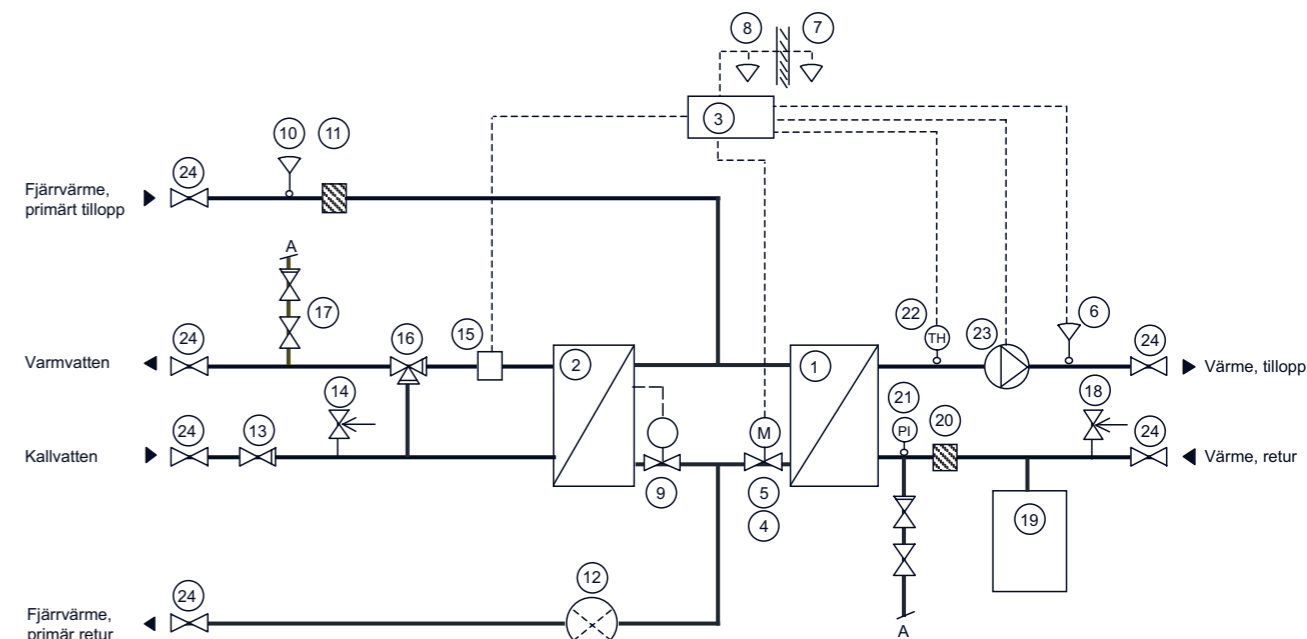 8
7
3
10
11
24
Fjärrvärme,
primärt tillopp
A
17
22
23
6
24
16
15
24
Varmvatten
2
1
TH
Värme, tillopp
14
21
18
24
13
M
PI
20
24
Kallvatten
Värme, retur
9
5
4
19
24
12
Fjärrvärme,
primär retur
A